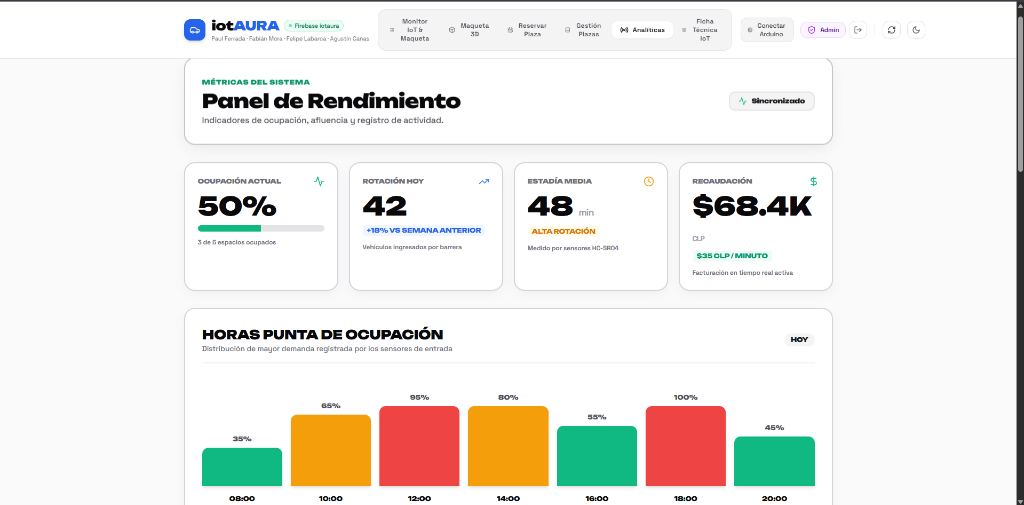 iotAURA
Firebase iotaura
Paul Ferrada · Fabián Mora · Felipe Labarca · Agustín Canas
Monitor
IoT &
Maqueta
Maqueta
3D
Reservar
Plaza
Gestión
Plazas
Analíticas
Ficha
Técnica
IoT
Conectar
Arduino
Admin
MÉTRICAS DEL SISTEMA
Panel de Rendimiento
Indicadores de ocupación, afluencia y registro de actividad.
Sincronizado
OCUPACIÓN ACTUAL
50%
3 de 6 espacios ocupados
ROTACIÓN HOY
42
+18% VS SEMANA ANTERIOR
Vehículos ingresados por barrera
ESTADÍA MEDIA
48 min
ALTA ROTACIÓN
Medido por sensores HC-SR04
RECAUDACIÓN
$68.4K
CLP
$35 CLP / MINUTO
Facturación en tiempo real activa
HORAS PUNTA DE OCUPACIÓN
Distribución de mayor demanda registrada por los sensores de entrada
HOY
35%
65%
95%
80%
55%
100%
45%
08:00
10:00
12:00
14:00
16:00
18:00
20:00